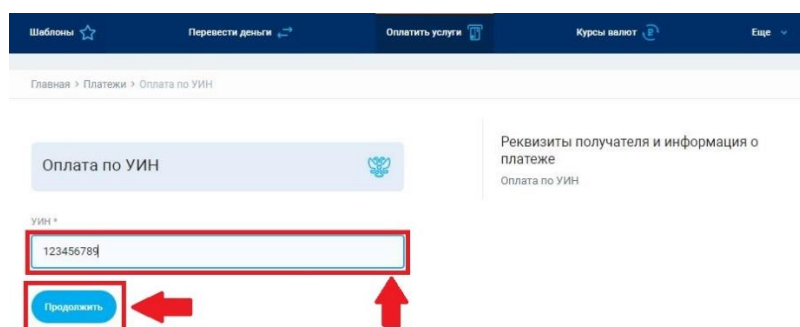 Шаблоны Перевести деньги Оплатить услуги Курсы валют Еще
Главная > Платежи > Оплата по УИН
Оплата по УИН
Реквизиты получателя и информация о
платеже
Оплата по УИН
УИН *
123456789
Продолжить